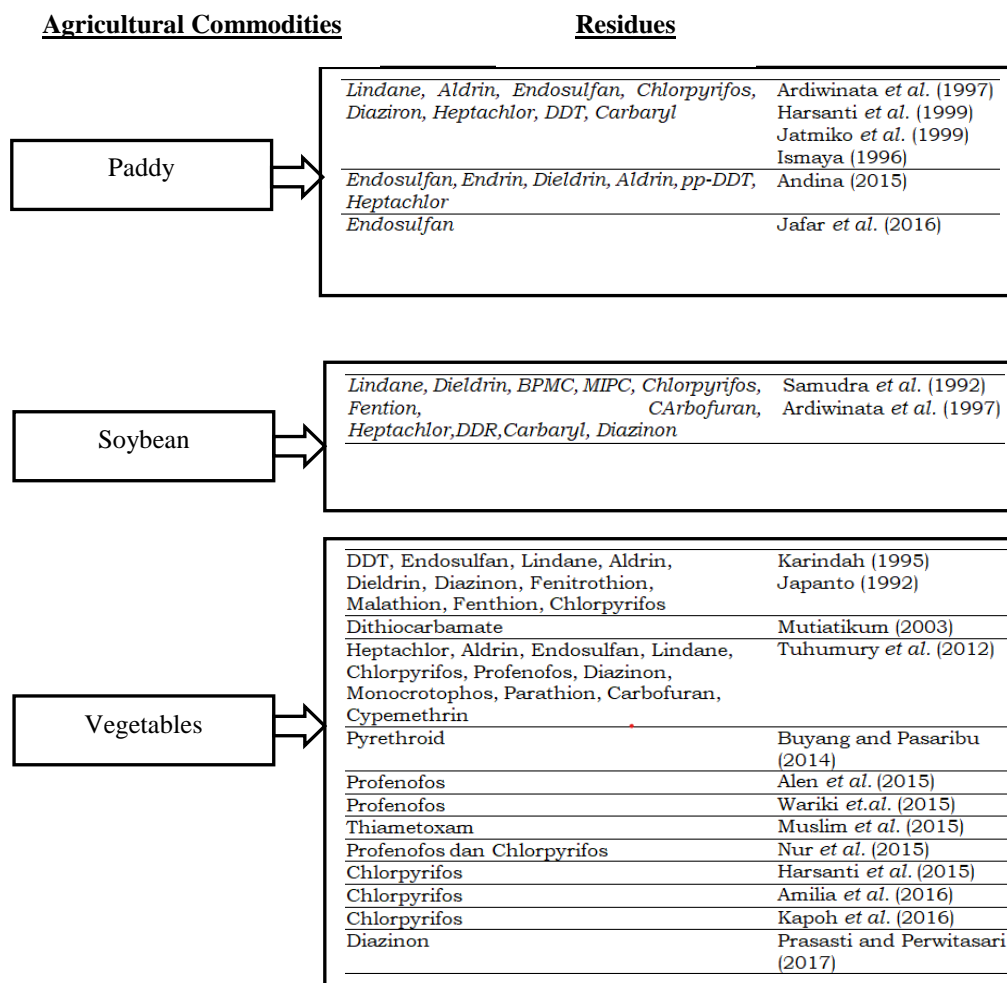 Agricultural Commodities Residues
Paddy
Lindane, Aldrin, Endosulfan, Chlorpyrifos, Ardiwinata et al. (1997)
Diaziron, Heptachlor, DDT, Carbaryl Harsanti et al. (1999)
Jatmiko et al. (1999)
Ismaya (1996)
Endosulfan, Endrin, Dieldrin, Aldrin, pp-DDT, Andina (2015)
Heptachlor
Endosulfan Jafar et al. (2016)
Soybean
Lindane, Dieldrin, BPMC, MIPC, Chlorpyrifos, Samudra et al. (1992)
Fention, CArbofuran, Ardiwinata et al. (1997)
Heptachlor,DDR,Carbaryl, Diazinon
Vegetables
DDT, Endosulfan, Lindane, Aldrin, Karindah (1995)
Dieldrin, Diazinon, Fenitrothion, Japanto (1992)
Malathion, Fenthion, Chlorpyrifos
Dithiocarbamate Mutiatikum (2003)
Heptachlor, Aldrin, Endosulfan, Lindane, Tuhumury et al. (2012)
Chlorpyrifos, Profenofos, Diazinon,
Monocrotophos, Parathion, Carbofuran,
Cypemethrin
Pyrethroid Buyang and Pasaribu
(2014)
Profenofos Alen et al. (2015)
Profenofos Wariki et.al. (2015)
Thiametoxam Muslim et al. (2015)
Profenofos dan Chlorpyrifos Nur et al. (2015)
Chlorpyrifos Harsanti et al. (2015)
Chlorpyrifos Amilia et al. (2016)
Chlorpyrifos Kapoh et al. (2016)
Diazinon Prasasti and Perwitasari
(2017)